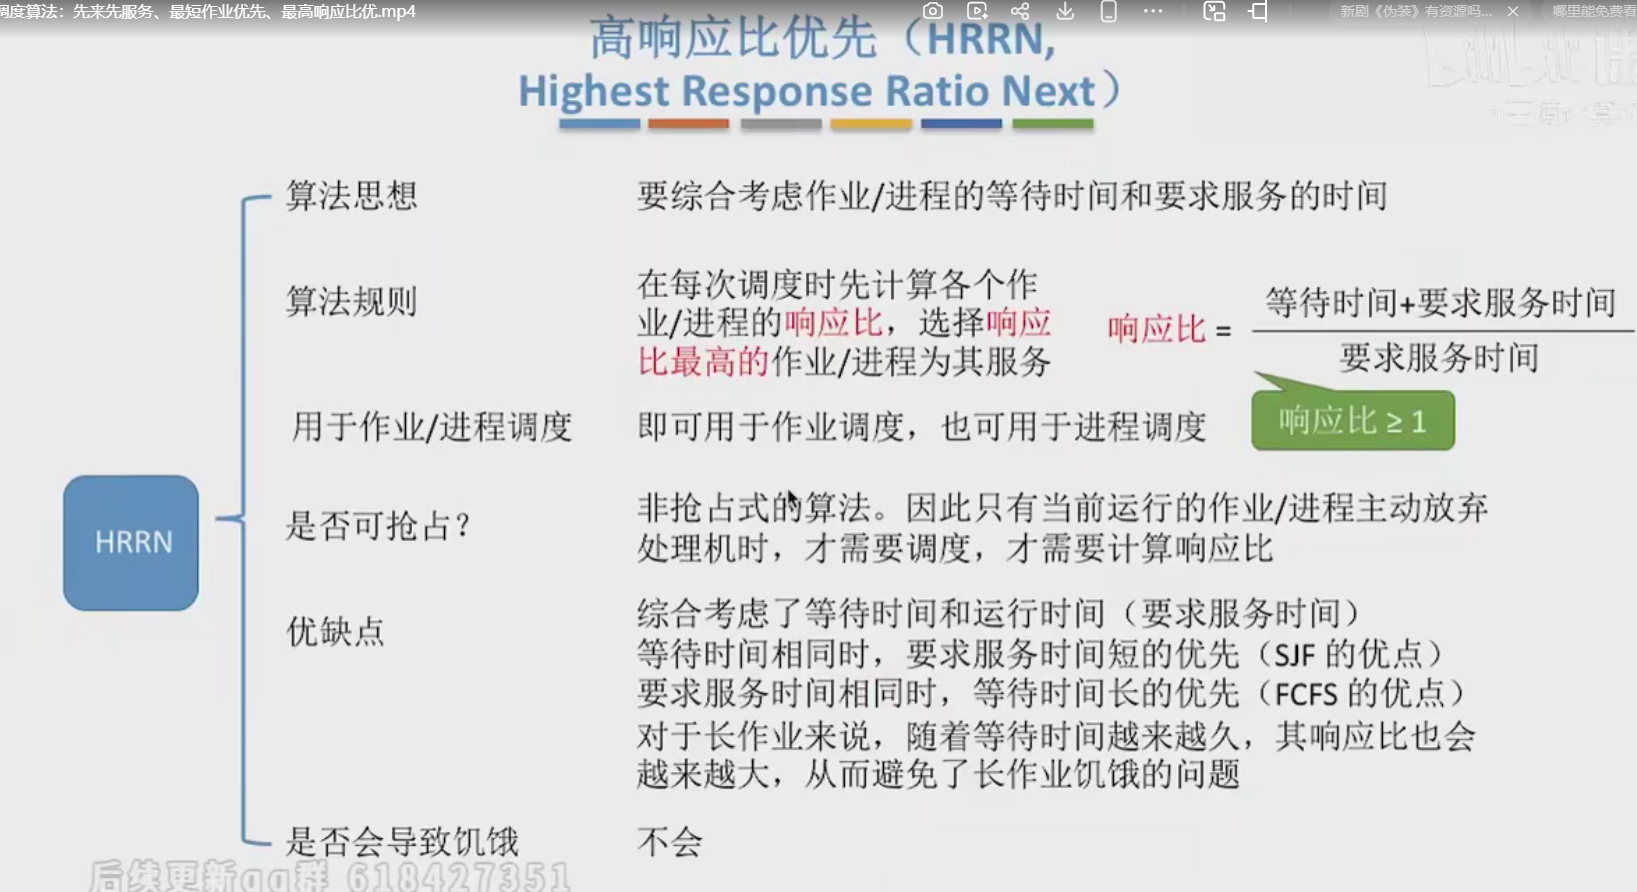 调度算法：先来先服务、最短作业优先、最高响应比优.mp4
新剧《伪装》有资源吗...
哪里能免费看
高响应比优先（HRRN,
Highest Response Ratio Next）
算法思想
要综合考虑作业/进程的等待时间和要求服务的时间
算法规则
在每次调度时先计算各个作
业/进程的响应比，选择响应
比最高的作业/进程为其服务
响应比 =
等待时间+要求服务时间
要求服务时间
响应比 ≥ 1
用于作业/进程调度
即可用于作业调度，也可用于进程调度
HRRN
是否可抢占？
非抢占式的算法。因此只有当前运行的作业/进程主动放弃
处理机时，才需要调度，才需要计算响应比
优缺点
综合考虑了等待时间和运行时间（要求服务时间）
等待时间相同时，要求服务时间短的优先（SJF 的优点）
要求服务时间相同时，等待时间长的优先（FCFS 的优点）
对于长作业来说，随着等待时间越来越久，其响应比也会
越来越大，从而避免了长作业饥饿的问题
是否会导致饥饿
不会
后续更新qq群 618427351